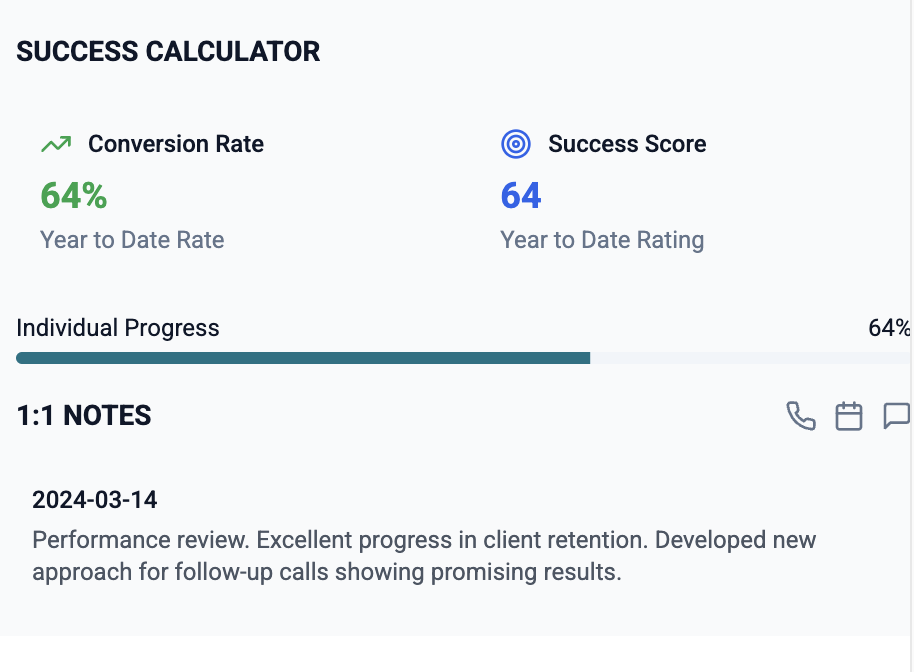 SUCCESS CALCULATOR
Conversion Rate
Success Score
64%
64
Year to Date Rate
Year to Date Rating
Individual Progress
64%
1:1 NOTES
2024-03-14
Performance review. Excellent progress in client retention. Developed new
approach for follow-up calls showing promising results.